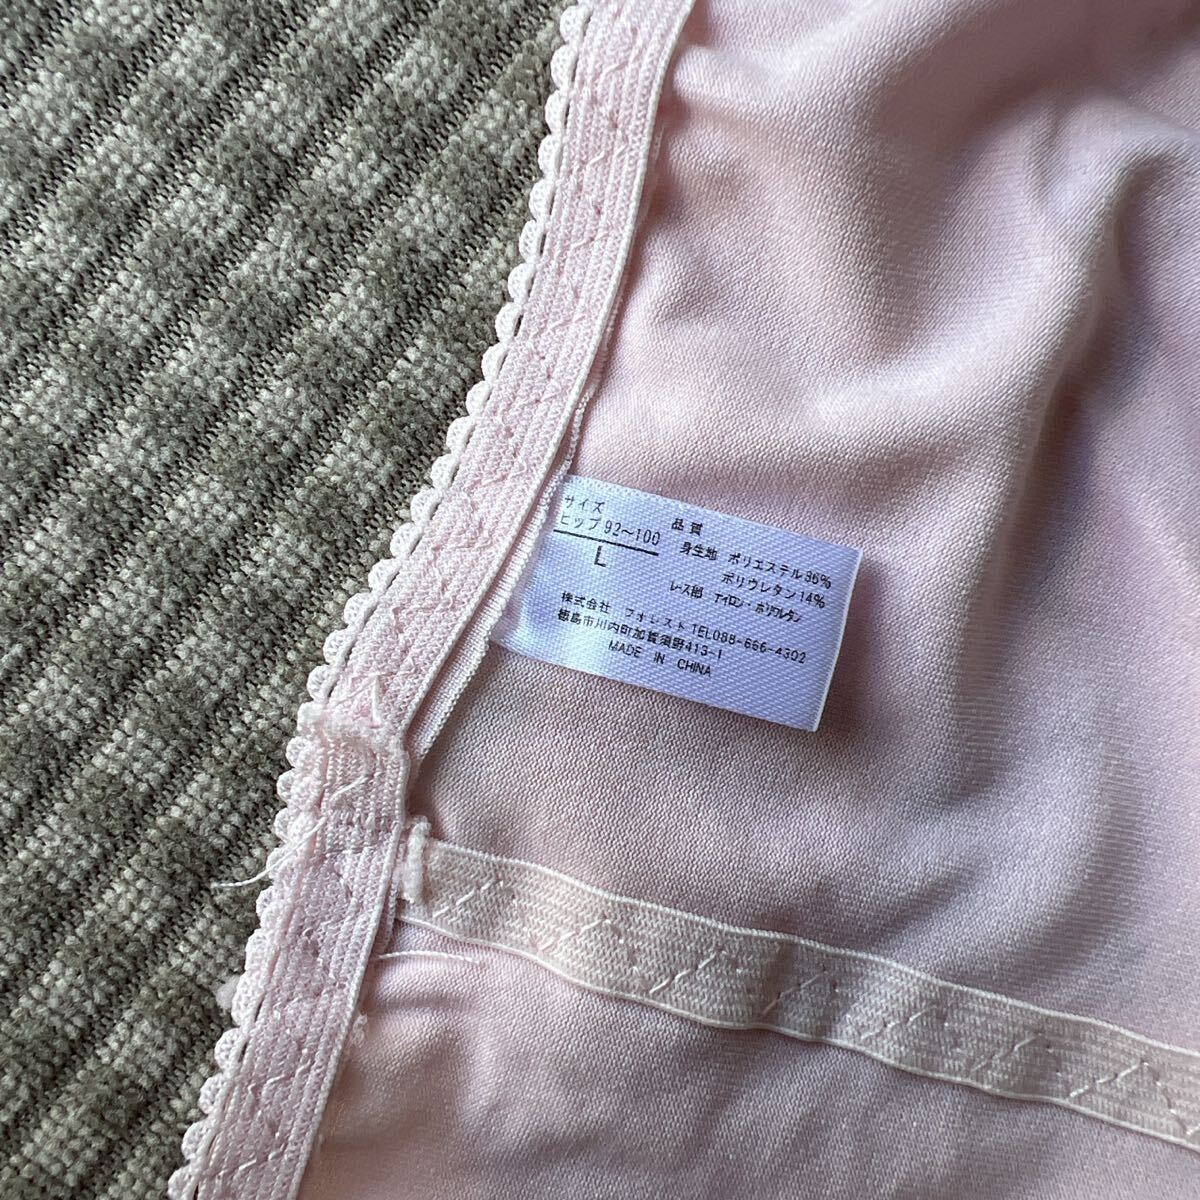 サイズ
ヒップ92〜100
L
品質
身生地 ポリエステル86%
ポリウレタン14%
レース部 ナイロン・ポリウレタン
株式会社 フォレスト TEL088-666-4302
徳島市川内町加賀須野413-1
MADE IN CHINA